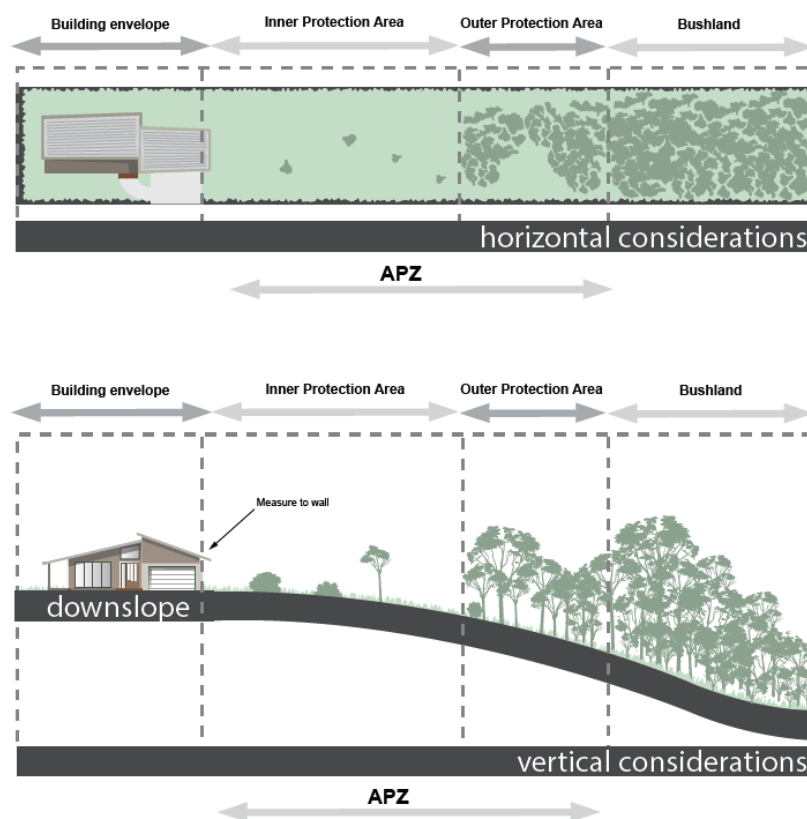 Building envelope
Inner Protection Area
Outer Protection Area
Bushland
horizontal considerations
APZ
Building envelope
Inner Protection Area
Outer Protection Area
Bushland
Measure to wall
downslope
vertical considerations
APZ